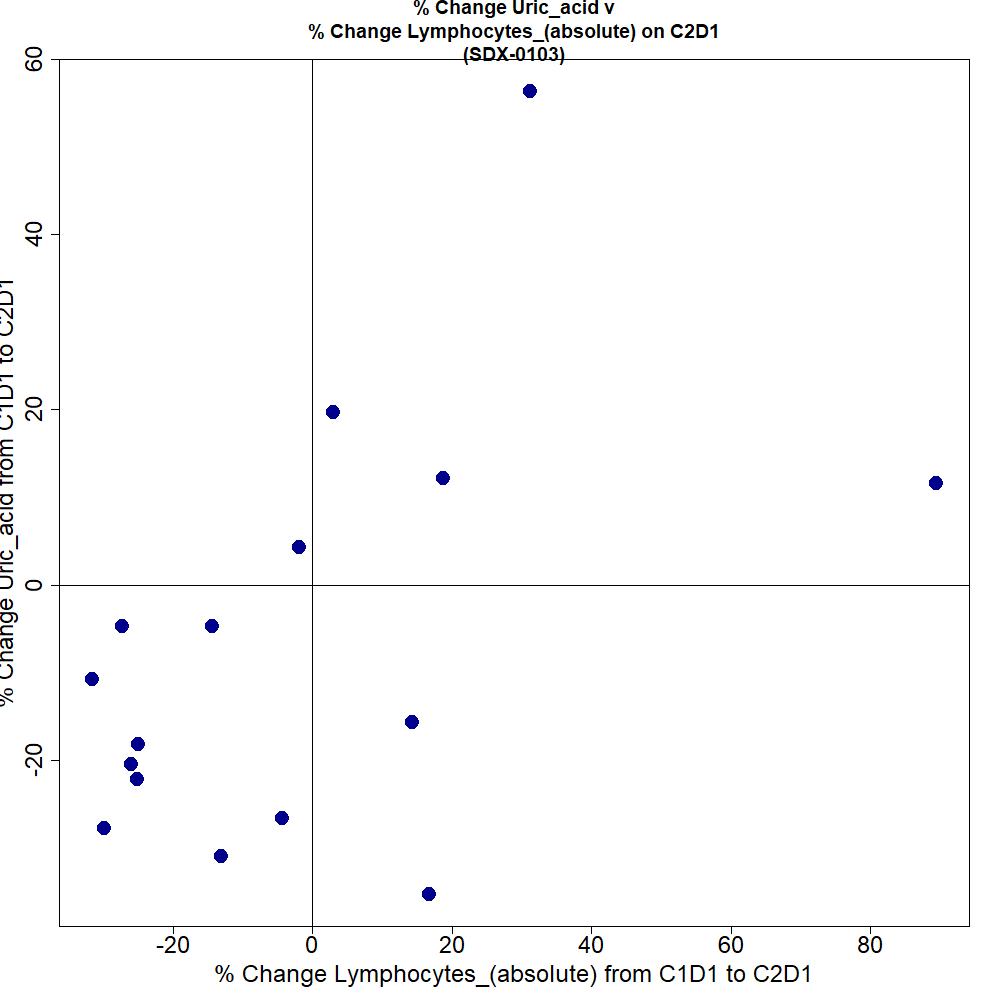 % Change Uric_acid v
% Change Lymphocytes_(absolute) on C2D1
(SDX-0103)
60
40
20
0
-20
% Change Uric_acid from C1D1 to C2D1
-20 0 20 40 60 80
% Change Lymphocytes_(absolute) from C1D1 to C2D1